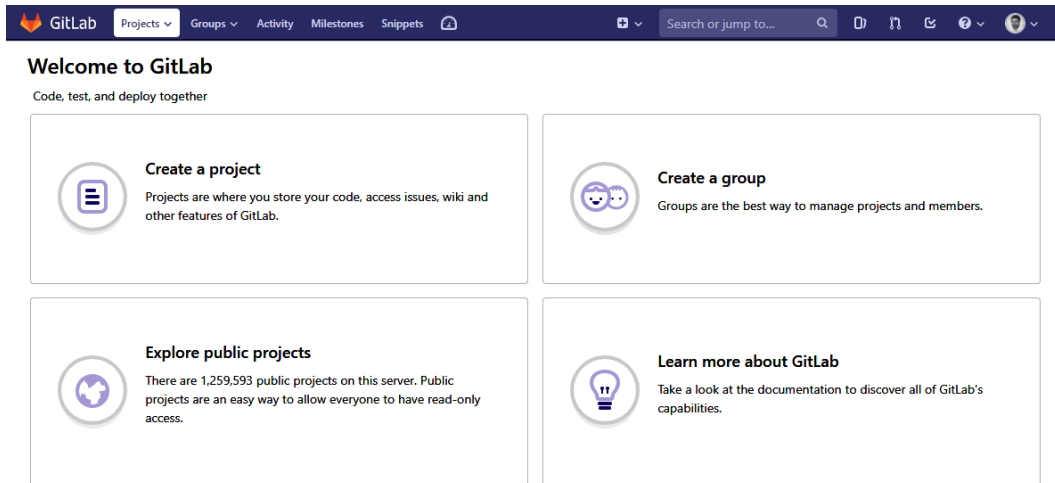 GitLab Projects Groups Activity Milestones Snippets Search or jump to...
Welcome to GitLab
Code, test, and deploy together
Create a project
Projects are where you store your code, access issues, wiki and
other features of GitLab.
Create a group
Groups are the best way to manage projects and members.
Explore public projects
There are 1,259,593 public projects on this server. Public
projects are an easy way to allow everyone to have read-only
access.
Learn more about GitLab
Take a look at the documentation to discover all of GitLab's
capabilities.